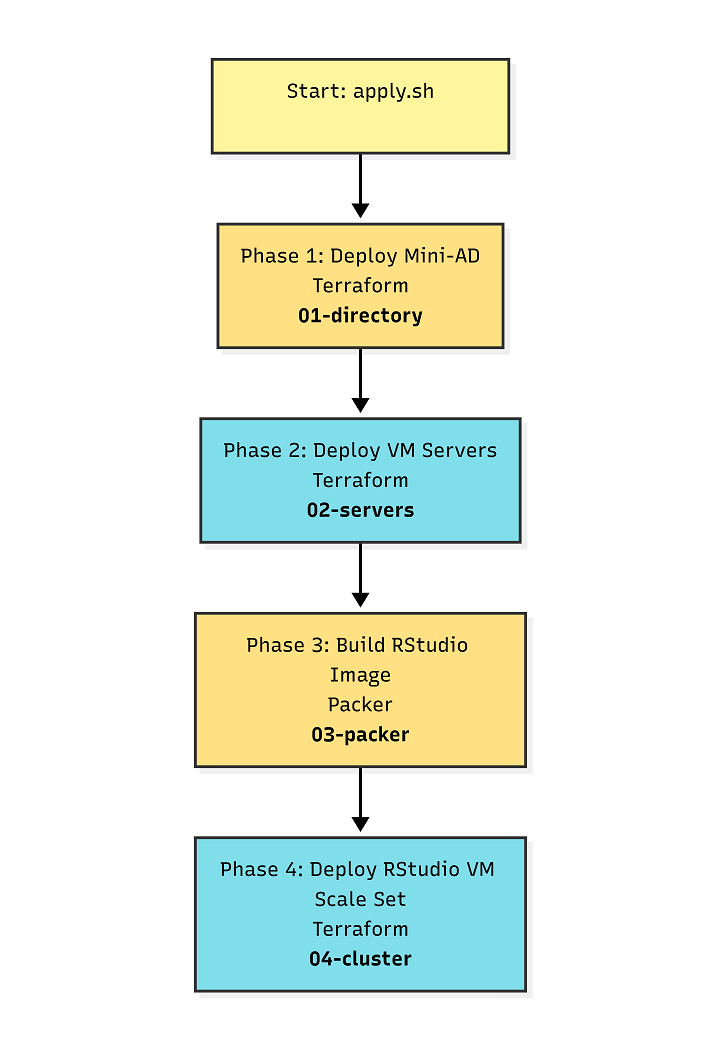 Start: apply.sh
Phase 1: Deploy Mini-AD
Terraform
01-directory
Phase 2: Deploy VM Servers
Terraform
02-servers
Phase 3: Build RStudio
Image
Packer
03-packer
Phase 4: Deploy RStudio VM
Scale Set
Terraform
04-cluster